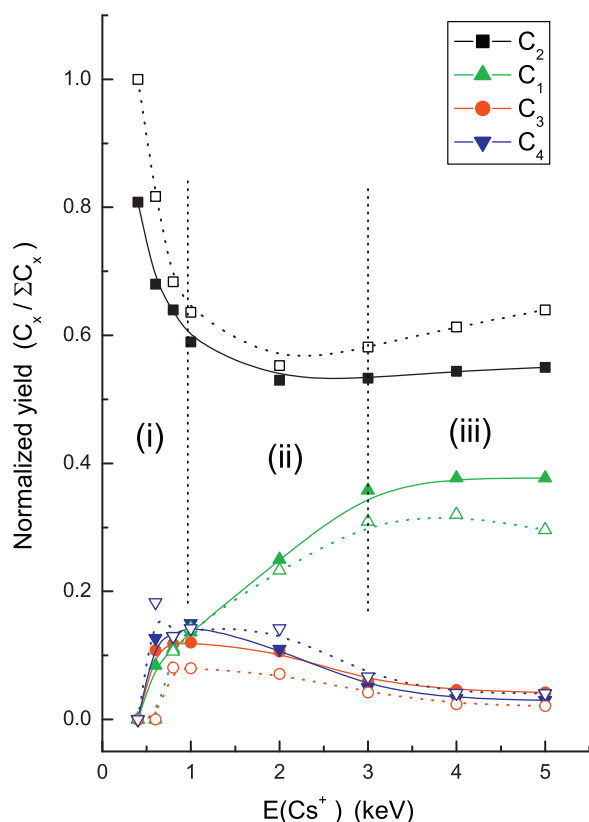 C₂
C₁
C₃
C₄
1.0
0.8
0.6
0.4
0.2
0.0
Normalized yield (Cₓ / ΣCₓ)
(i)
(ii)
(iii)
0 1 2 3 4 5
E(Cs⁺) (keV)